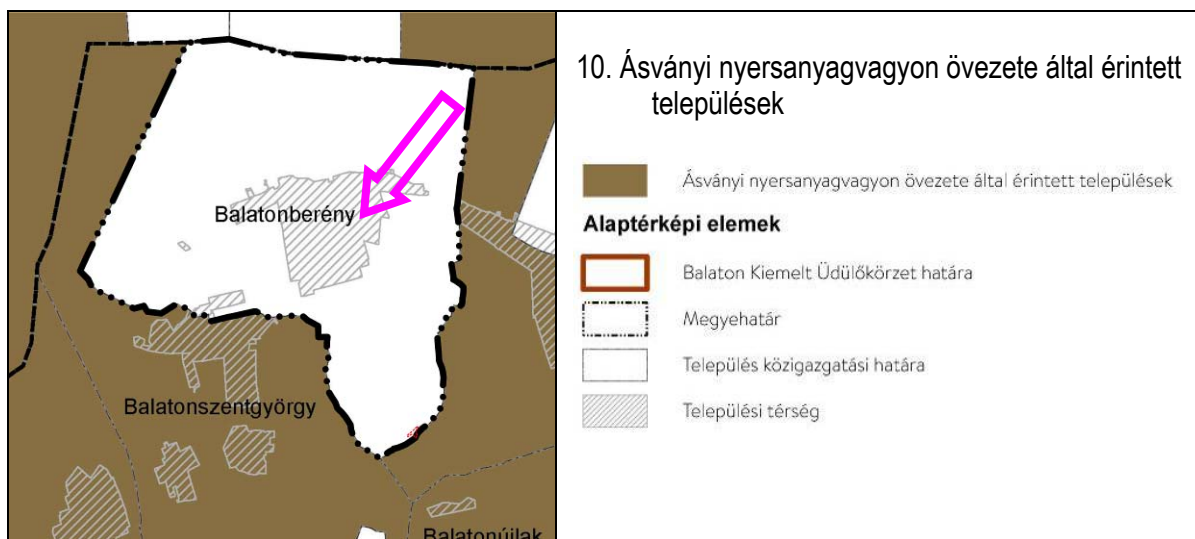 Balatonberény
Balatonszentgyörgy
Balatonújlak
10. Ásványi nyersanyagvagyon övezete által érintett
települések
Ásványi nyersanyagvagyon övezete által érintett települések
Alaptérképi elemek
Balaton Kiemelt Üdülőkörzet határa
Megyehatár
Település közigazgatási határa
Települési térség